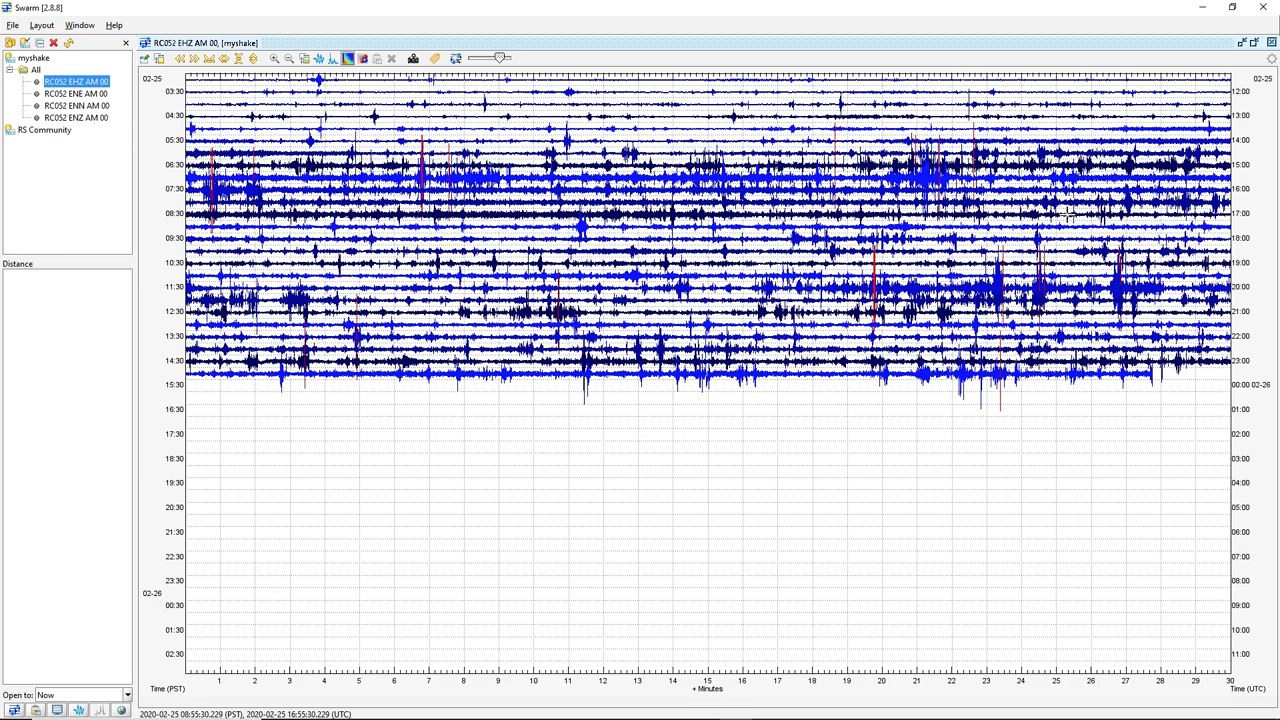 Swarm [2.8.8]
File Layout Window Help
myshake
All
RC052 EHZ AM 00
RC052 ENE AM 00
RC052 ENN AM 00
RC052 ENZ AM 00
RS Community
Distance
Open to: Now
RC052 EHZ AM 00, [myshake]
02-25 02-25
03:30 12:00
04:30 13:00
05:30 14:00
06:30 15:00
07:30 16:00
08:30 17:00
09:30 18:00
10:30 19:00
11:30 20:00
12:30 21:00
13:30 22:00
14:30 23:00
15:30 00:00 02-26
16:30 01:00
17:30 02:00
18:30 03:00
19:30 04:00
20:30 05:00
21:30 06:00
22:30 07:00
23:30 08:00
02-26
00:30 09:00
01:30 10:00
02:30 11:00
1 2 3 4 5 6 7 8 9 10 11 12 13 14 15 16 17 18 19 20 21 22 23 24 25 26 27 28 29 30
Time (PST) + Minutes Time (UTC)
2020-02-25 08:55:30.229 (PST), 2020-02-25 16:55:30.229 (UTC)